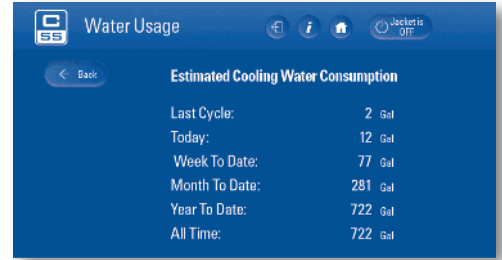 C
SS
Water Usage
i
Jacket is
OFF
Back
Estimated Cooling Water Consumption
Last Cycle: 2 Gal
Today: 12 Gal
Week To Date: 77 Gal
Month To Date: 281 Gal
Year To Date: 722 Gal
All Time: 722 Gal